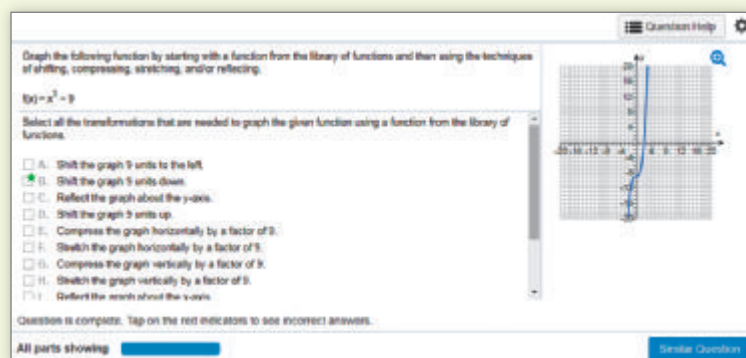 Question Help
Graph the following function by starting with a function from the library of functions and then using the techniques
of shifting, compressing, stretching, and/or reflecting.
Select all the transformations that are needed to graph the given function using a function from the library of
functions.
A. Shift the graph 9 units to the left.
B. Shift the graph 9 units down.
C. Reflect the graph about the y-axis.
D. Shift the graph 9 units up.
E. Compress the graph horizontally by a factor of 9.
F. Stretch the graph horizontally by a factor of 9.
G. Compress the graph vertically by a factor of 9.
H. Stretch the graph vertically by a factor of 9.
I. Reflect the graph about the x-axis.
Question is complete. Tap on the red indicators to see incorrect answers.
All parts showing
Similar Question